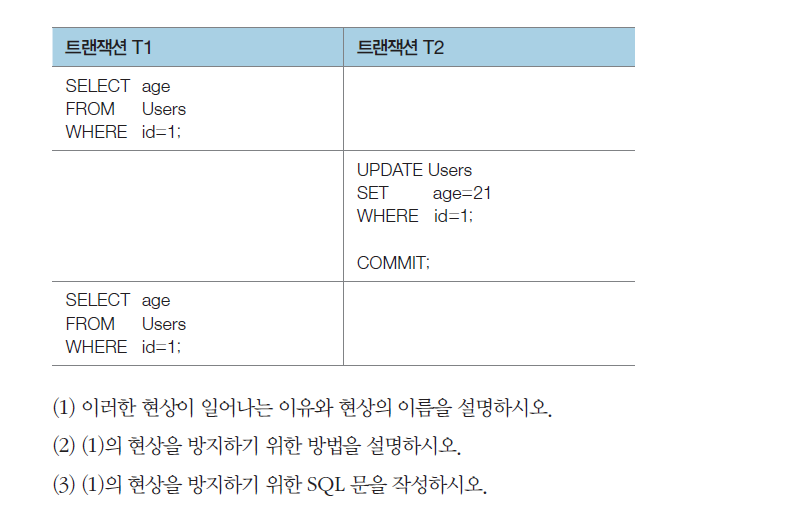 트랜잭션 T1 트랜잭션 T2
SELECT age
FROM Users
WHERE id=1;
UPDATE Users
SET age=21
WHERE id=1;
COMMIT;
SELECT age
FROM Users
WHERE id=1;
(1) 이러한 현상이 일어나는 이유와 현상의 이름을 설명하시오.
(2) (1)의 현상을 방지하기 위한 방법을 설명하시오.
(3) (1)의 현상을 방지하기 위한 SQL 문을 작성하시오.